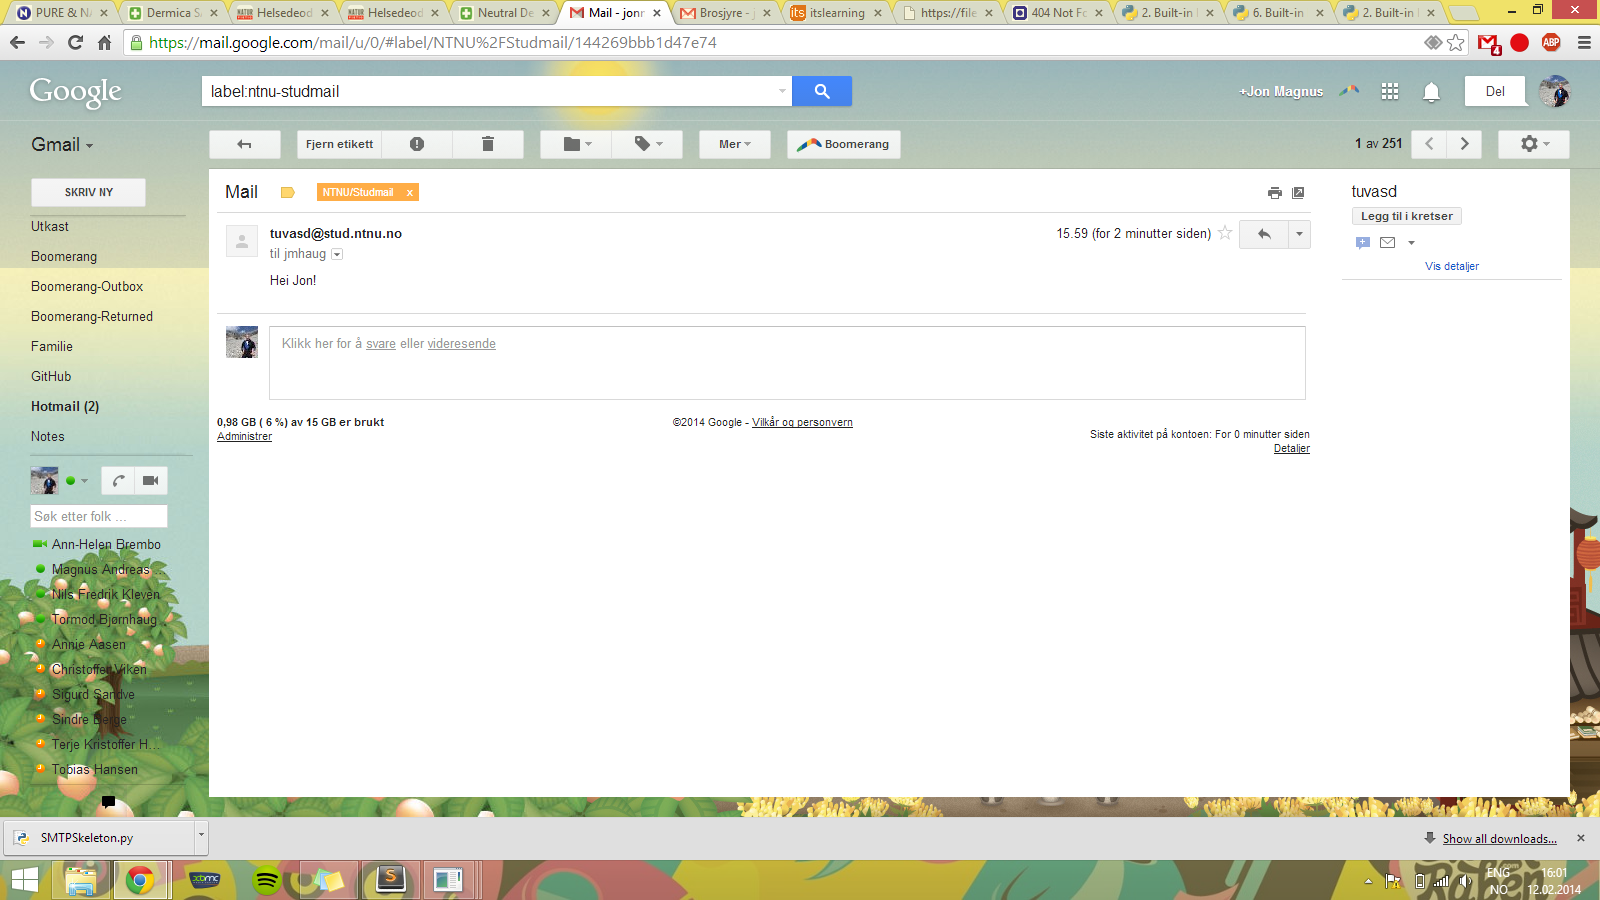 PURE & N
Dermica S
Helsedeod
Helsedeod
Neutral De
Mail - jonr
Brosjyre - j
itslearning
https://file
404 Not Fo
2. Built-in
6. Built-in
2. Built-in
https://mail.google.com/mail/u/0/#label/NTNU%2FStudmail/144269bbb1d47e74
4
ABP
Google
label:ntnu-studmail
+Jon Magnus
Del
Gmail
Fjern etikett
Mer
Boomerang
1 av 251
SKRIV NY
Utkast
Boomerang
Boomerang-Outbox
Boomerang-Returned
Familie
GitHub
Hotmail (2)
Notes
Søk etter folk ...
Ann-Helen Brembo
Magnus Andreas ...
Nils Fredrik Kleven
Tormod Bjørnhaug
Annie Aasen
Christoffer Viken
Sigurd Sandve
Sindre Berge
Terje Kristoffer H...
Tobias Hansen
Mail
NTNU/Studmail x
tuvasd@stud.ntnu.no
15.59 (for 2 minutter siden)
til jmhaug
Hei Jon!
Klikk her for å svare eller videresende
0,98 GB ( 6 %) av 15 GB er brukt
Administrer
©2014 Google - Vilkår og personvern
Siste aktivitet på kontoen: For 0 minutter siden
Detaljer
tuvasd
Legg til i kretser
Vis detaljer
SMTPSkeleton.py
Show all downloads...
xbmc
S
ENG
NO
16:01
12.02.2014